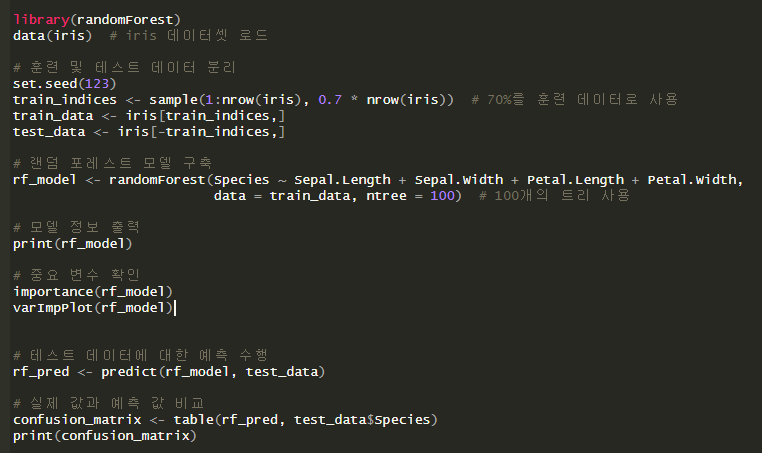 library(randomForest)
data(iris)  # iris 데이터셋 로드
# 훈련 및 테스트 데이터 분리
set.seed(123)
train_indices <- sample(1:nrow(iris), 0.7 * nrow(iris))  # 70%를 훈련 데이터로 사용
train_data <- iris[train_indices,]
test_data <- iris[-train_indices,]
# 랜덤 포레스트 모델 구축
rf_model <- randomForest(Species ~ Sepal.Length + Sepal.Width + Petal.Length + Petal.Width,
                         data = train_data, ntree = 100)  # 100개의 트리 사용
# 모델 정보 출력
print(rf_model)
# 중요 변수 확인
importance(rf_model)
varImpPlot(rf_model)
# 테스트 데이터에 대한 예측 수행
rf_pred <- predict(rf_model, test_data)
# 실제 값과 예측 값 비교
confusion_matrix <- table(rf_pred, test_data$Species)
print(confusion_matrix)